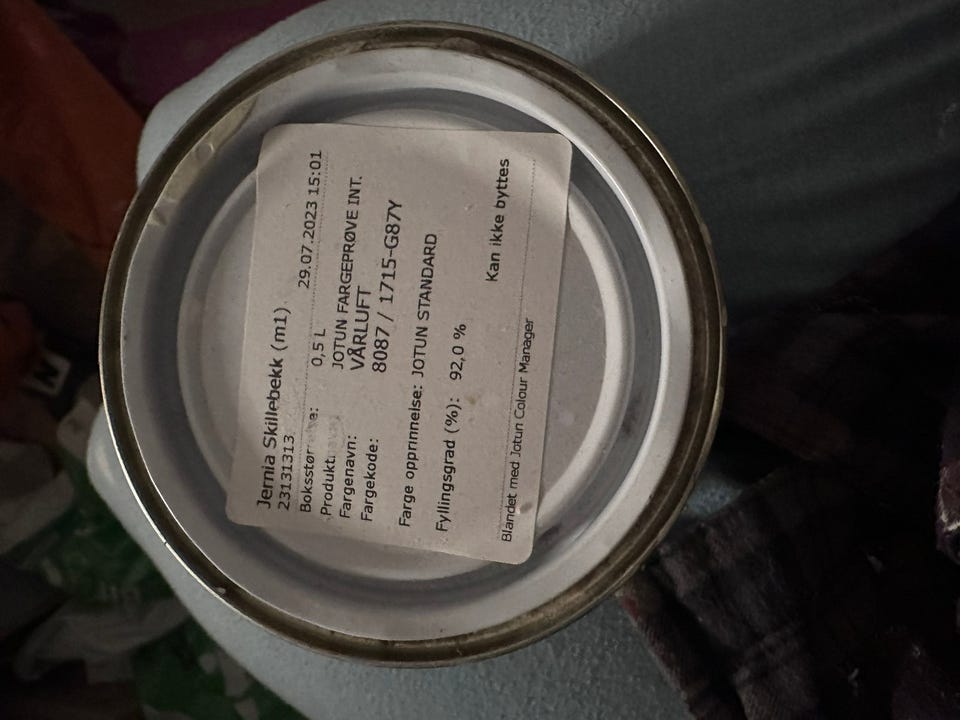 Jernia Skillebekk (m1)
23131313 29.07.2023 15:01
0,5 L
Produkt: JOTUN FARGEPRØVE INT.
Fargenavn: VÅRLUFT
Fargekode: 8087 / 1715-G87Y
Farge opprinnelse: JOTUN STANDARD
Fyllingsgrad (%): 92,0 %
Kan ikke byttes
Blandet med Jotun Colour Manager